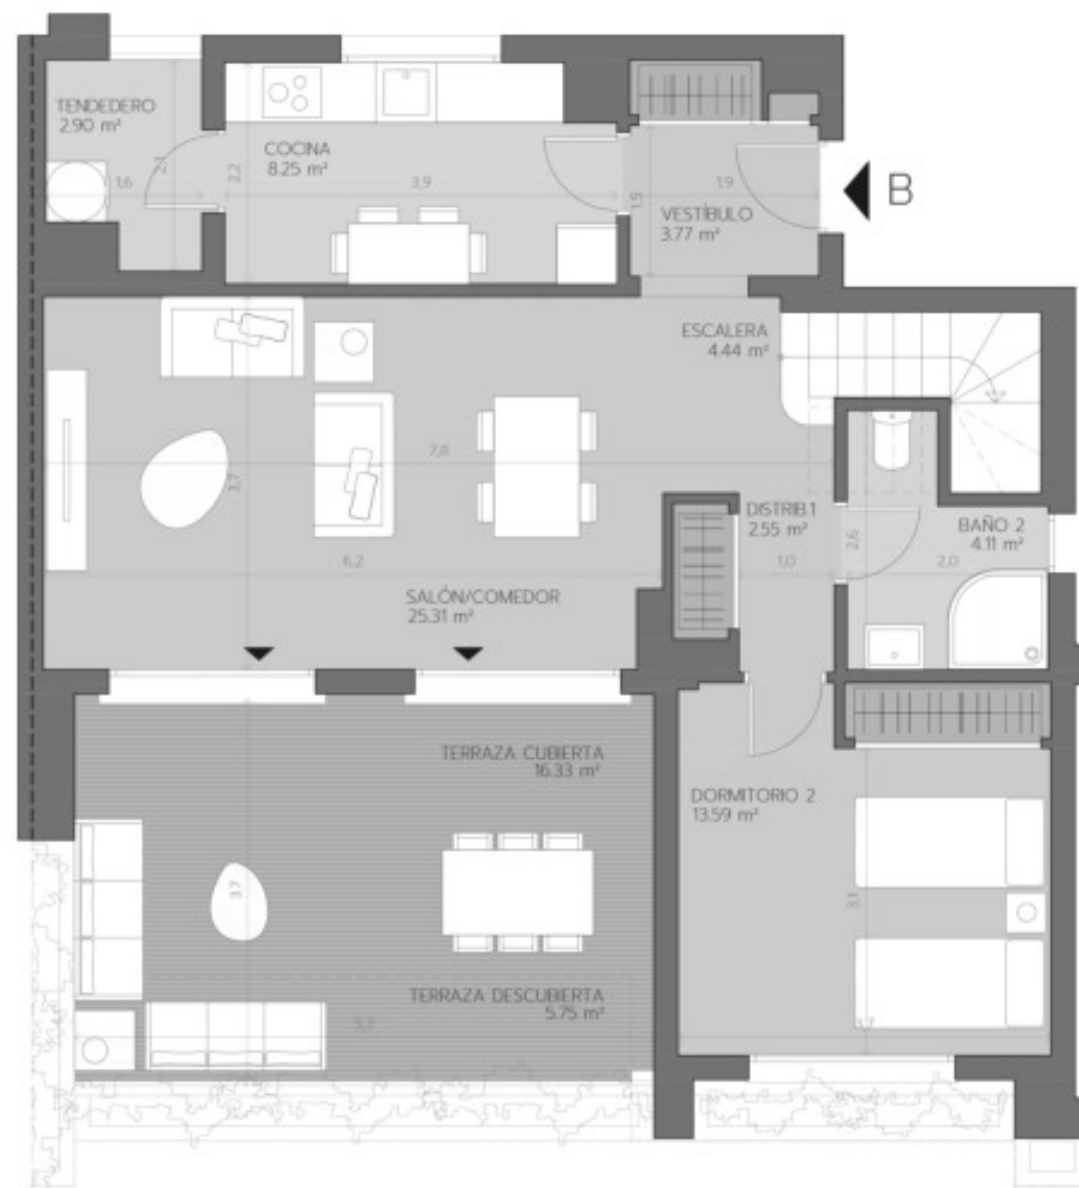 TENDEDERO
2.90 m²
2,1
1,6
COCINA
8.25 m²
2,2
3,9
VESTÍBULO
3.77 m²
1,9
1,5
B
ESCALERA
4.44 m²
7,8
3,7
6,2
SALÓN/COMEDOR
25.31 m²
DISTRIB.1
2.55 m²
1,0
BAÑO 2
4.11 m²
2,6
2,0
TERRAZA CUBIERTA
16.33 m²
3,7
TERRAZA DESCUBIERTA
5.75 m²
5,7
DORMITORIO 2
13.59 m²
3,1